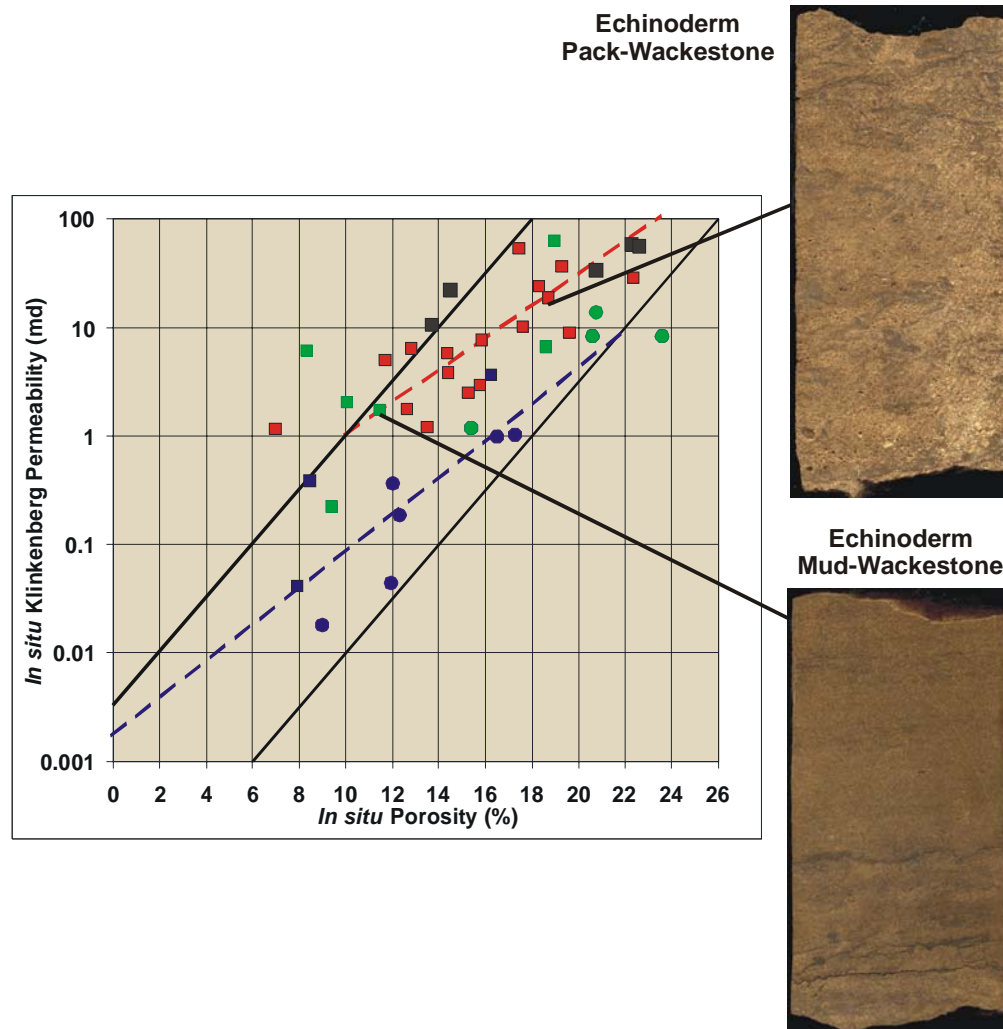 Echinoderm
Pack-Wackestone
100
10
1
0.1
0.01
0.001
In situ Klinkenberg Permeability (md)
0 2 4 6 8 10 12 14 16 18 20 22 24 26
In situ Porosity (%)
Echinoderm
Mud-Wackestone